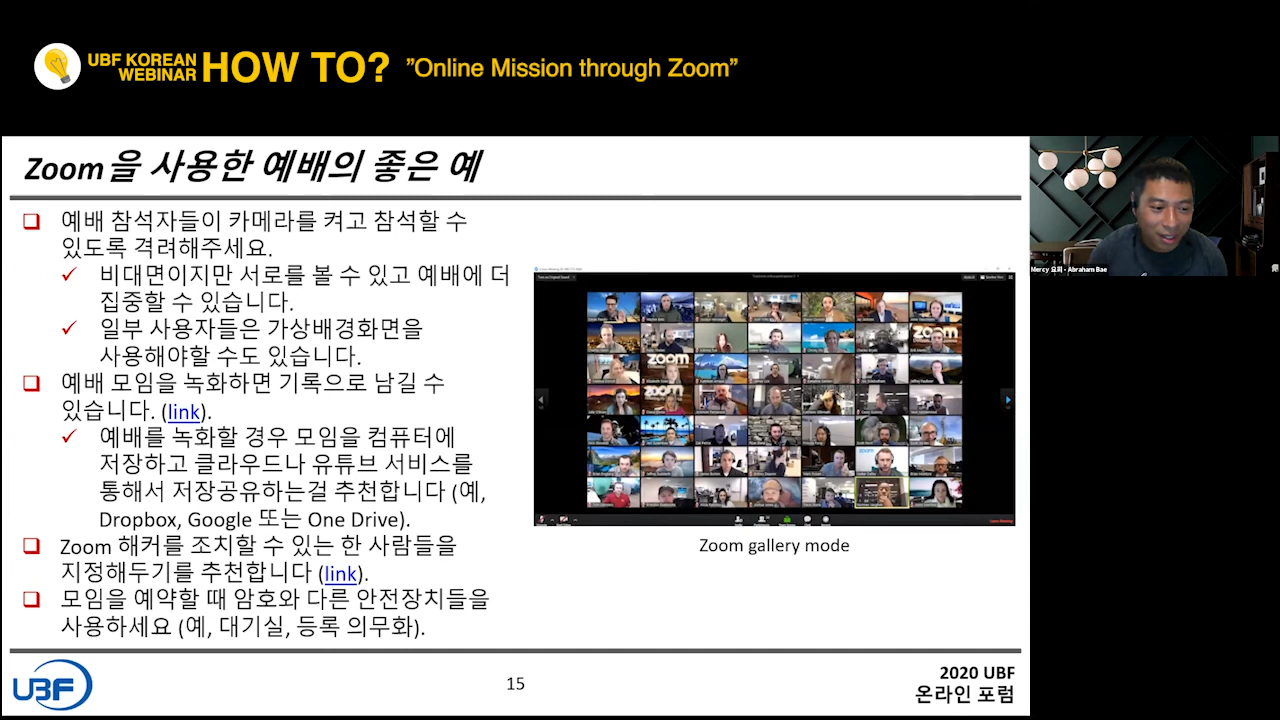 UBF KOREAN
WEBINAR
HOW TO?
”Online Mission through Zoom”
Zoom을 사용한 예배의 좋은 예
❑ 예배 참석자들이 카메라를 켜고 참석할 수
있도록 격려해주세요.
✓ 비대면이지만 서로를 볼 수 있고 예배에 더
집중할 수 있습니다.
✓ 일부 사용자들은 가상배경화면을
사용해야할 수도 있습니다.
❑ 예배 모임을 녹화하면 기록으로 남길 수
있습니다. (link).
✓ 예배를 녹화할 경우 모임을 컴퓨터에
저장하고 클라우드나 유튜브 서비스를
통해서 저장공유하는걸 추천합니다 (예,
Dropbox, Google 또는 One Drive).
❑ Zoom 해커를 조치할 수 있는 한 사람들을
지정해두기를 추천합니다 (link).
❑ 모임을 예약할 때 암호와 다른 안전장치들을
사용하세요 (예, 대기실, 등록 의무화).
zoom
zoom
zoom
zoom
Zoom gallery mode
Mercy 요피 - Abraham Bae
UBF
15
2020 UBF
온라인 포럼